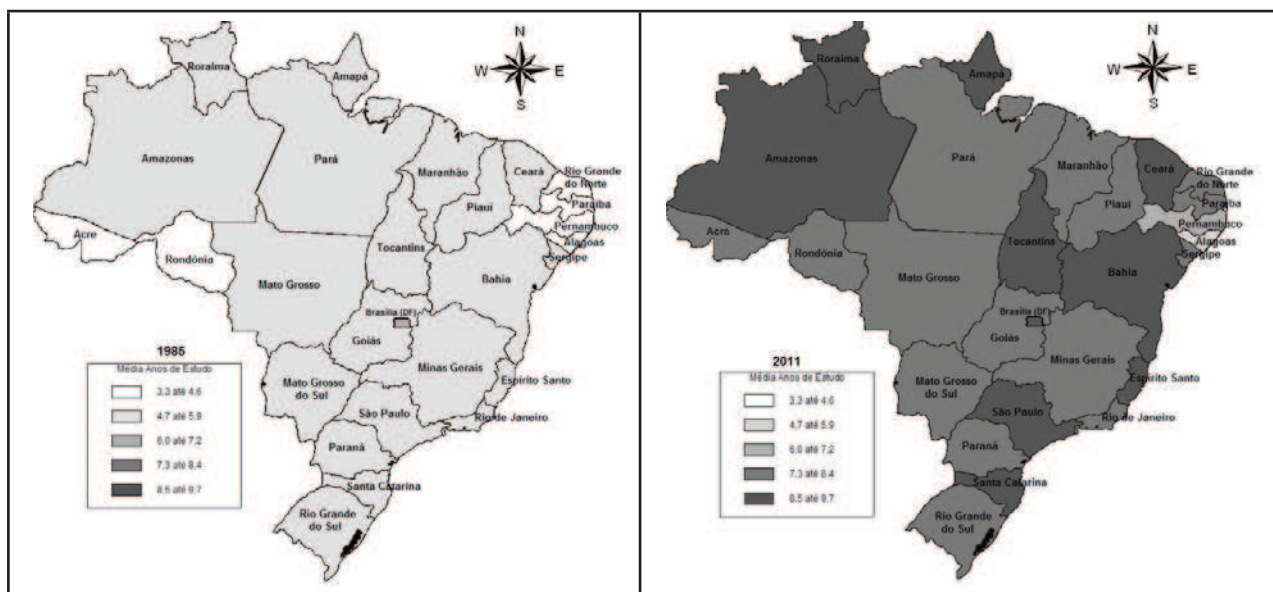 N
W E
S
Roraima
Amapá
Amazonas
Pará
Maranhão
Ceará
Rio Grande
do Norte
Paraíba
Piauí
Pernambuco
Alagoas
Sergipe
Acre
Rondônia
Tocantins
Bahia
Mato Grosso
Brasília (DF)
Goiás
Minas Gerais
Mato Grosso
do Sul
Espírito Santo
São Paulo
Rio de Janeiro
Paraná
Santa Catarina
Rio Grande
do Sul
1985
Média Anos de Estudo
3.3 até 4.6
4.7 até 5.9
6.0 até 7.2
7.3 até 8.4
8.5 até 9.7
N
W E
S
Roraima
Amapá
Amazonas
Pará
Maranhão
Ceará
Rio Grande
do Norte
Paraíba
Piauí
Pernambuco
Alagoas
Sergipe
Acre
Rondônia
Tocantins
Bahia
Mato Grosso
Brasília (DF)
Goiás
Minas Gerais
Mato Grosso
do Sul
Espírito Santo
São Paulo
Rio de Janeiro
Paraná
Santa Catarina
Rio Grande
do Sul
2011
Média Anos de Estudo
3.3 até 4.6
4.7 até 5.9
6.0 até 7.2
7.3 até 8.4
8.5 até 9.7